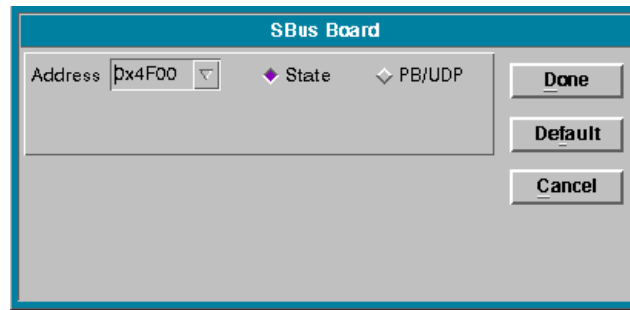 SBus Board
Address 0x4F00 State PB/UDP
Done
Default
Cancel